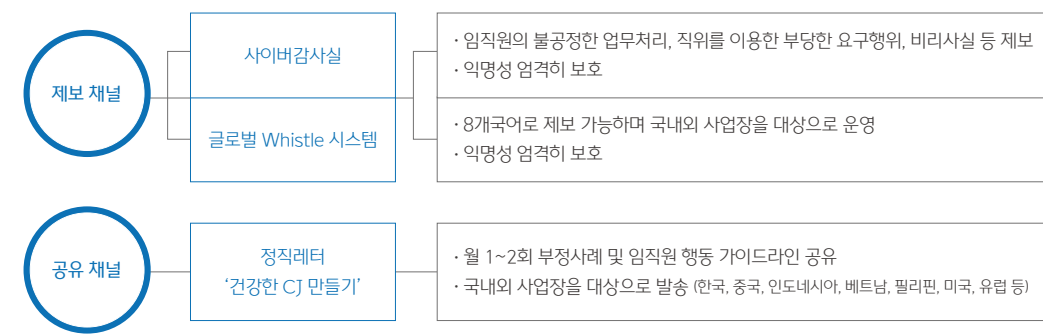 제보 채널
사이버감사실
· 임직원의 불공정한 업무처리, 직위를 이용한 부당한 요구행위, 비리사실 등 제보
· 익명성 엄격히 보호
글로벌 Whistle 시스템
· 8개국어로 제보 가능하며 국내외 사업장을 대상으로 운영
· 익명성 엄격히 보호
공유 채널
정직레터
‘건강한 CJ 만들기’
· 월 1~2회 부정사례 및 임직원 행동 가이드라인 공유
· 국내외 사업장을 대상으로 발송 (한국, 중국, 인도네시아, 베트남, 필리핀, 미국, 유럽 등)